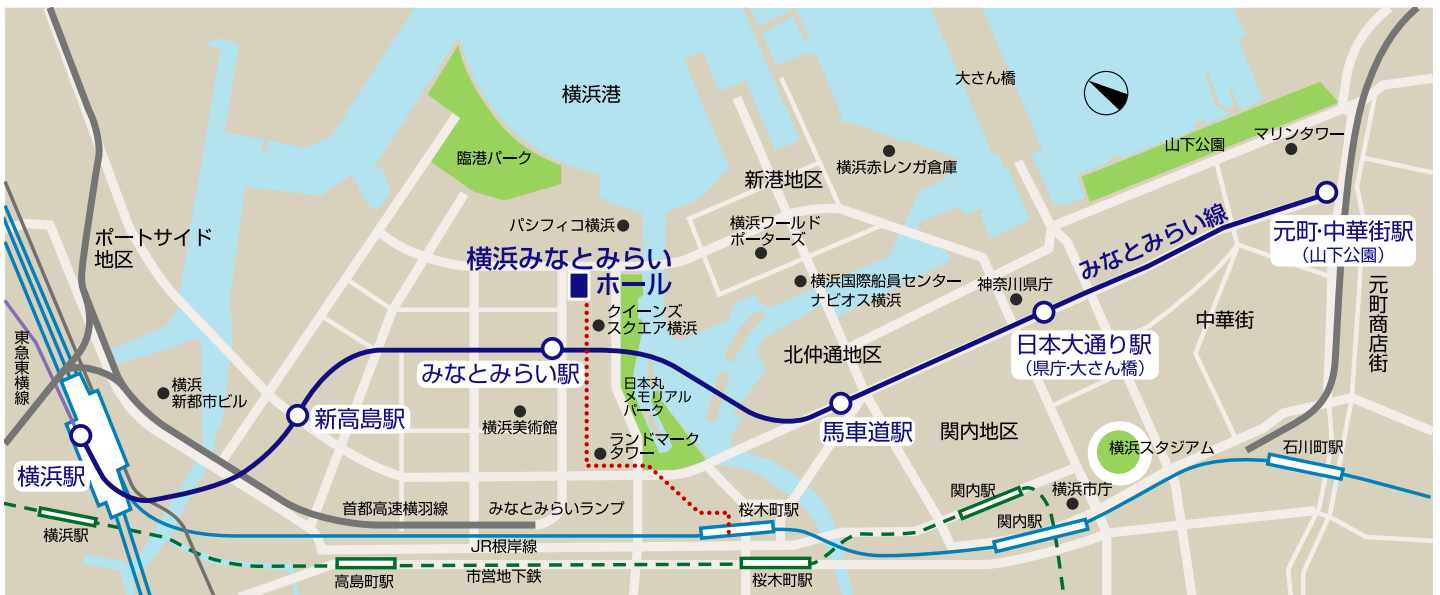 横浜港
大さん橋
臨港パーク
横浜赤レンガ倉庫
山下公園
マリンタワー
新港地区
パシフィコ横浜
横浜ワールド
ポーターズ
ポートサイド
地区
みなとみらい線
元町・中華街駅
(山下公園)
横浜みなとみらい
ホール
横浜国際船員センター
ナビオス横浜
神奈川県庁
元町商店街
中華街
クイーンズ
スクエア横浜
東急東横線
北仲通地区
日本大通り駅
(県庁・大さん橋)
みなとみらい駅
横浜
新都市ビル
日本丸
メモリアル
パーク
新高島駅
横浜美術館
馬車道駅
関内地区
ランドマーク
タワー
横浜スタジアム
石川町駅
横浜駅
関内駅
横浜市庁
首都高速横羽線
みなとみらいランプ
桜木町駅
関内駅
横浜駅
JR根岸線
高島町駅
市営地下鉄
桜木町駅